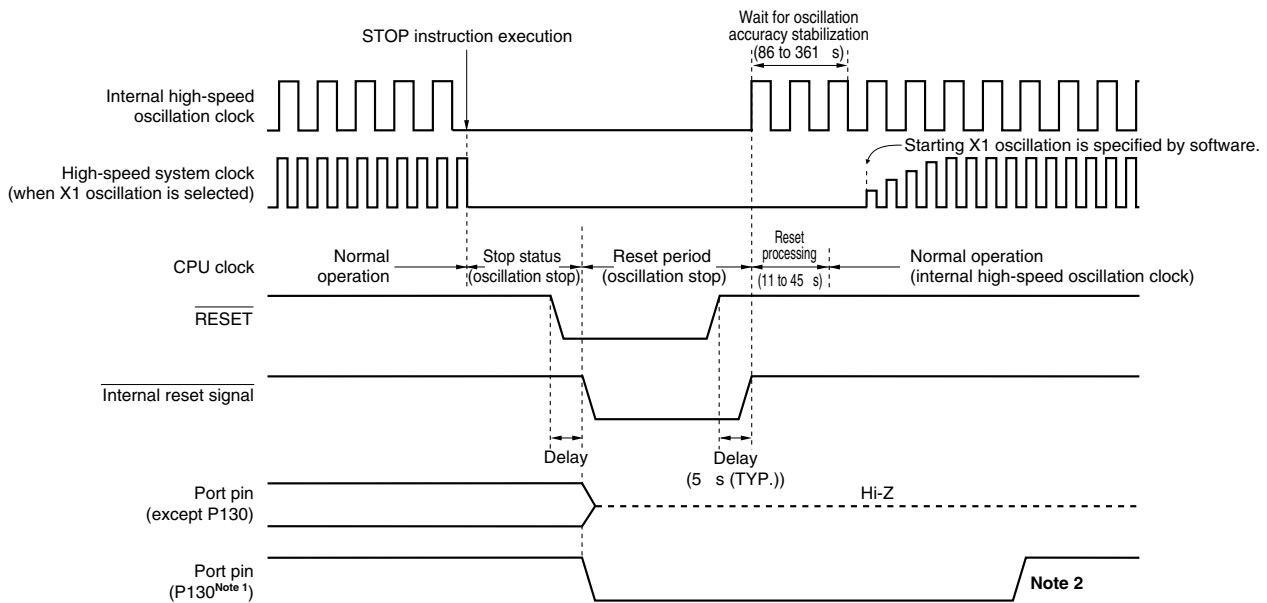 Wait for oscillation
accuracy stabilization
(86 to 361 s)
STOP instruction execution
Internal high-speed
oscillation clock
Starting X1 oscillation is specified by software.
High-speed system clock
(when X1 oscillation is selected)
CPU clock
Normal
operation
Stop status
(oscillation stop)
Reset period
(oscillation stop)
Reset
processing
(11 to 45 s)
Normal operation
(internal high-speed oscillation clock)
RESET
Internal reset signal
Delay
Delay
(5 s (TYP.))
Port pin
(except P130)
Hi-Z
Port pin
(P130Note 1)
Note 2